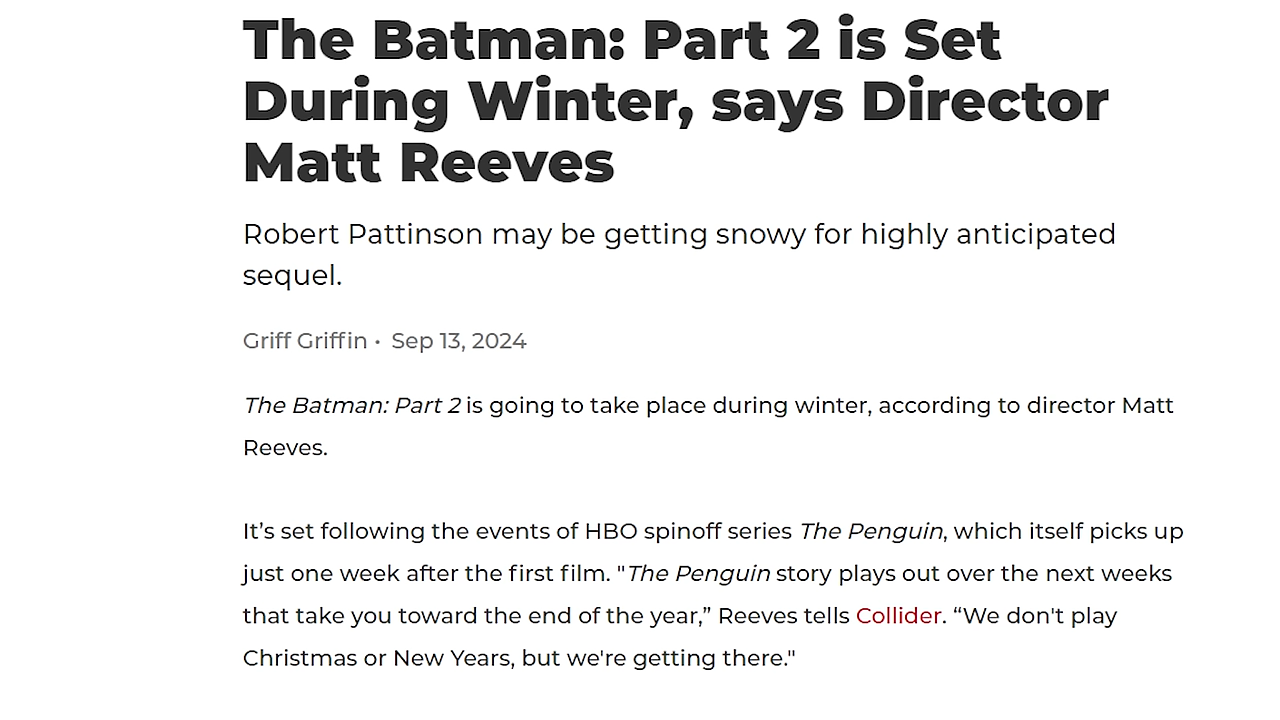 The Batman: Part 2 is Set
During Winter, says Director
Matt Reeves
Robert Pattinson may be getting snowy for highly anticipated
sequel.
Griff Griffin • Sep 13, 2024
The Batman: Part 2 is going to take place during winter, according to director Matt
Reeves.
It’s set following the events of HBO spinoff series The Penguin, which itself picks up
just one week after the first film. "The Penguin story plays out over the next weeks
that take you toward the end of the year,” Reeves tells Collider. “We don't play
Christmas or New Years, but we're getting there."